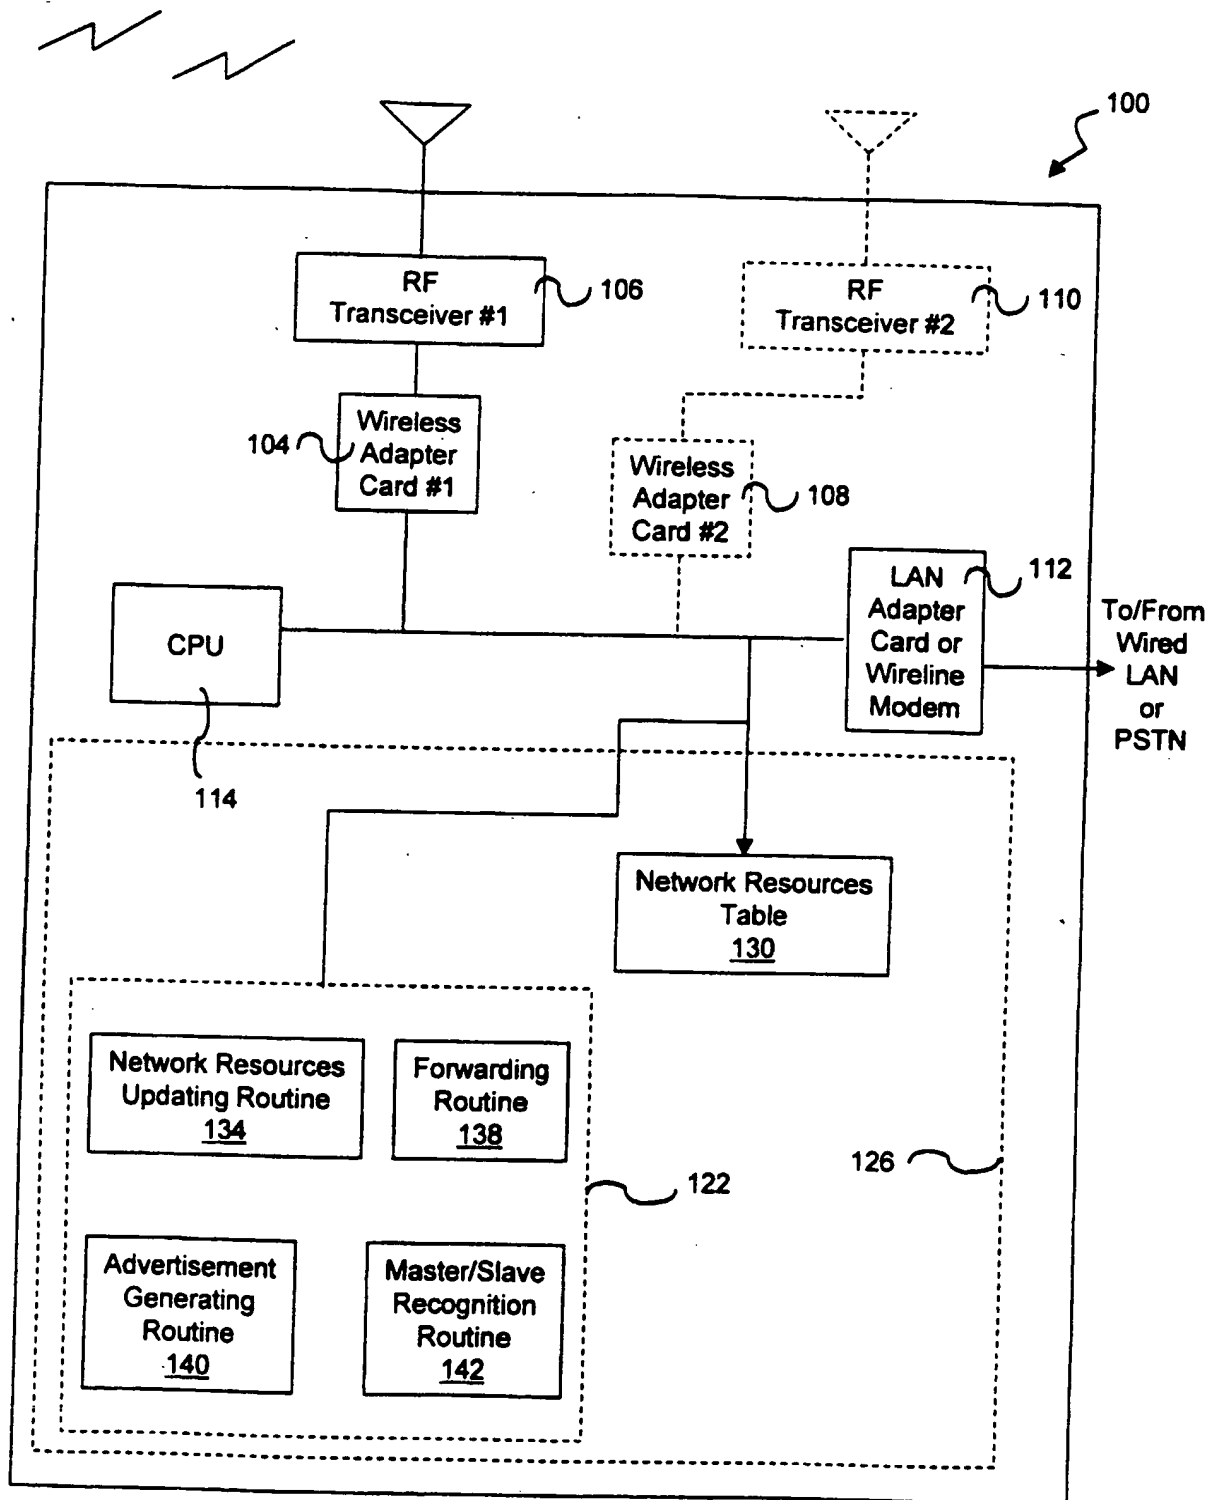 100
RF
Transceiver #1
106
RF
Transceiver #2
110
Wireless
Adapter
Card #1
104
Wireless
Adapter
Card #2
108
LAN
Adapter
Card or
Wireline
Modem
112
To/From
Wired
LAN
or
PSTN
CPU
114
Network Resources
Table
130
Network Resources
Updating Routine
134
Forwarding
Routine
138
122
126
Advertisement
Generating
Routine
140
Master/Slave
Recognition
Routine
142